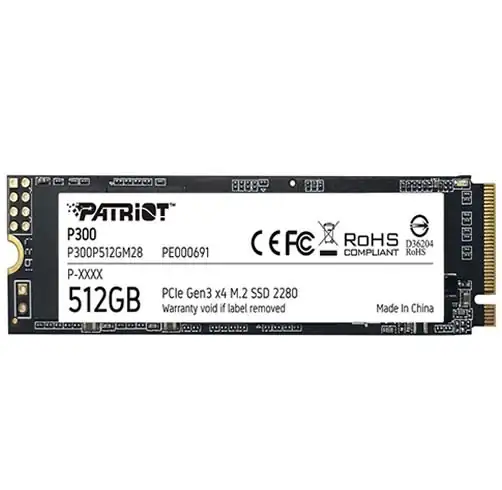 PATRIOT
P300
P300P512GM28 PE000691
P-XXXX
512GB
PCIe Gen3 x4 M.2 SSD 2280
Warranty void if label removed
CE FC
RoHS
COMPLIANT
D36204
RoHS
Made In China